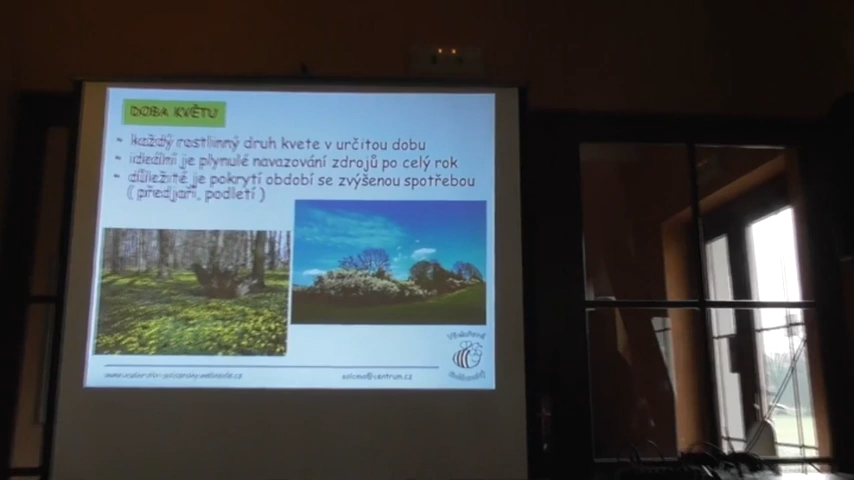 DOBA KVĚTU
každý rostlinný druh kvete v určitou dobu
ideální je plynulé navazování zdrojů po celý rok
důležité je pokrytí období se zvýšenou spotřebou
( předjaří, podletí )